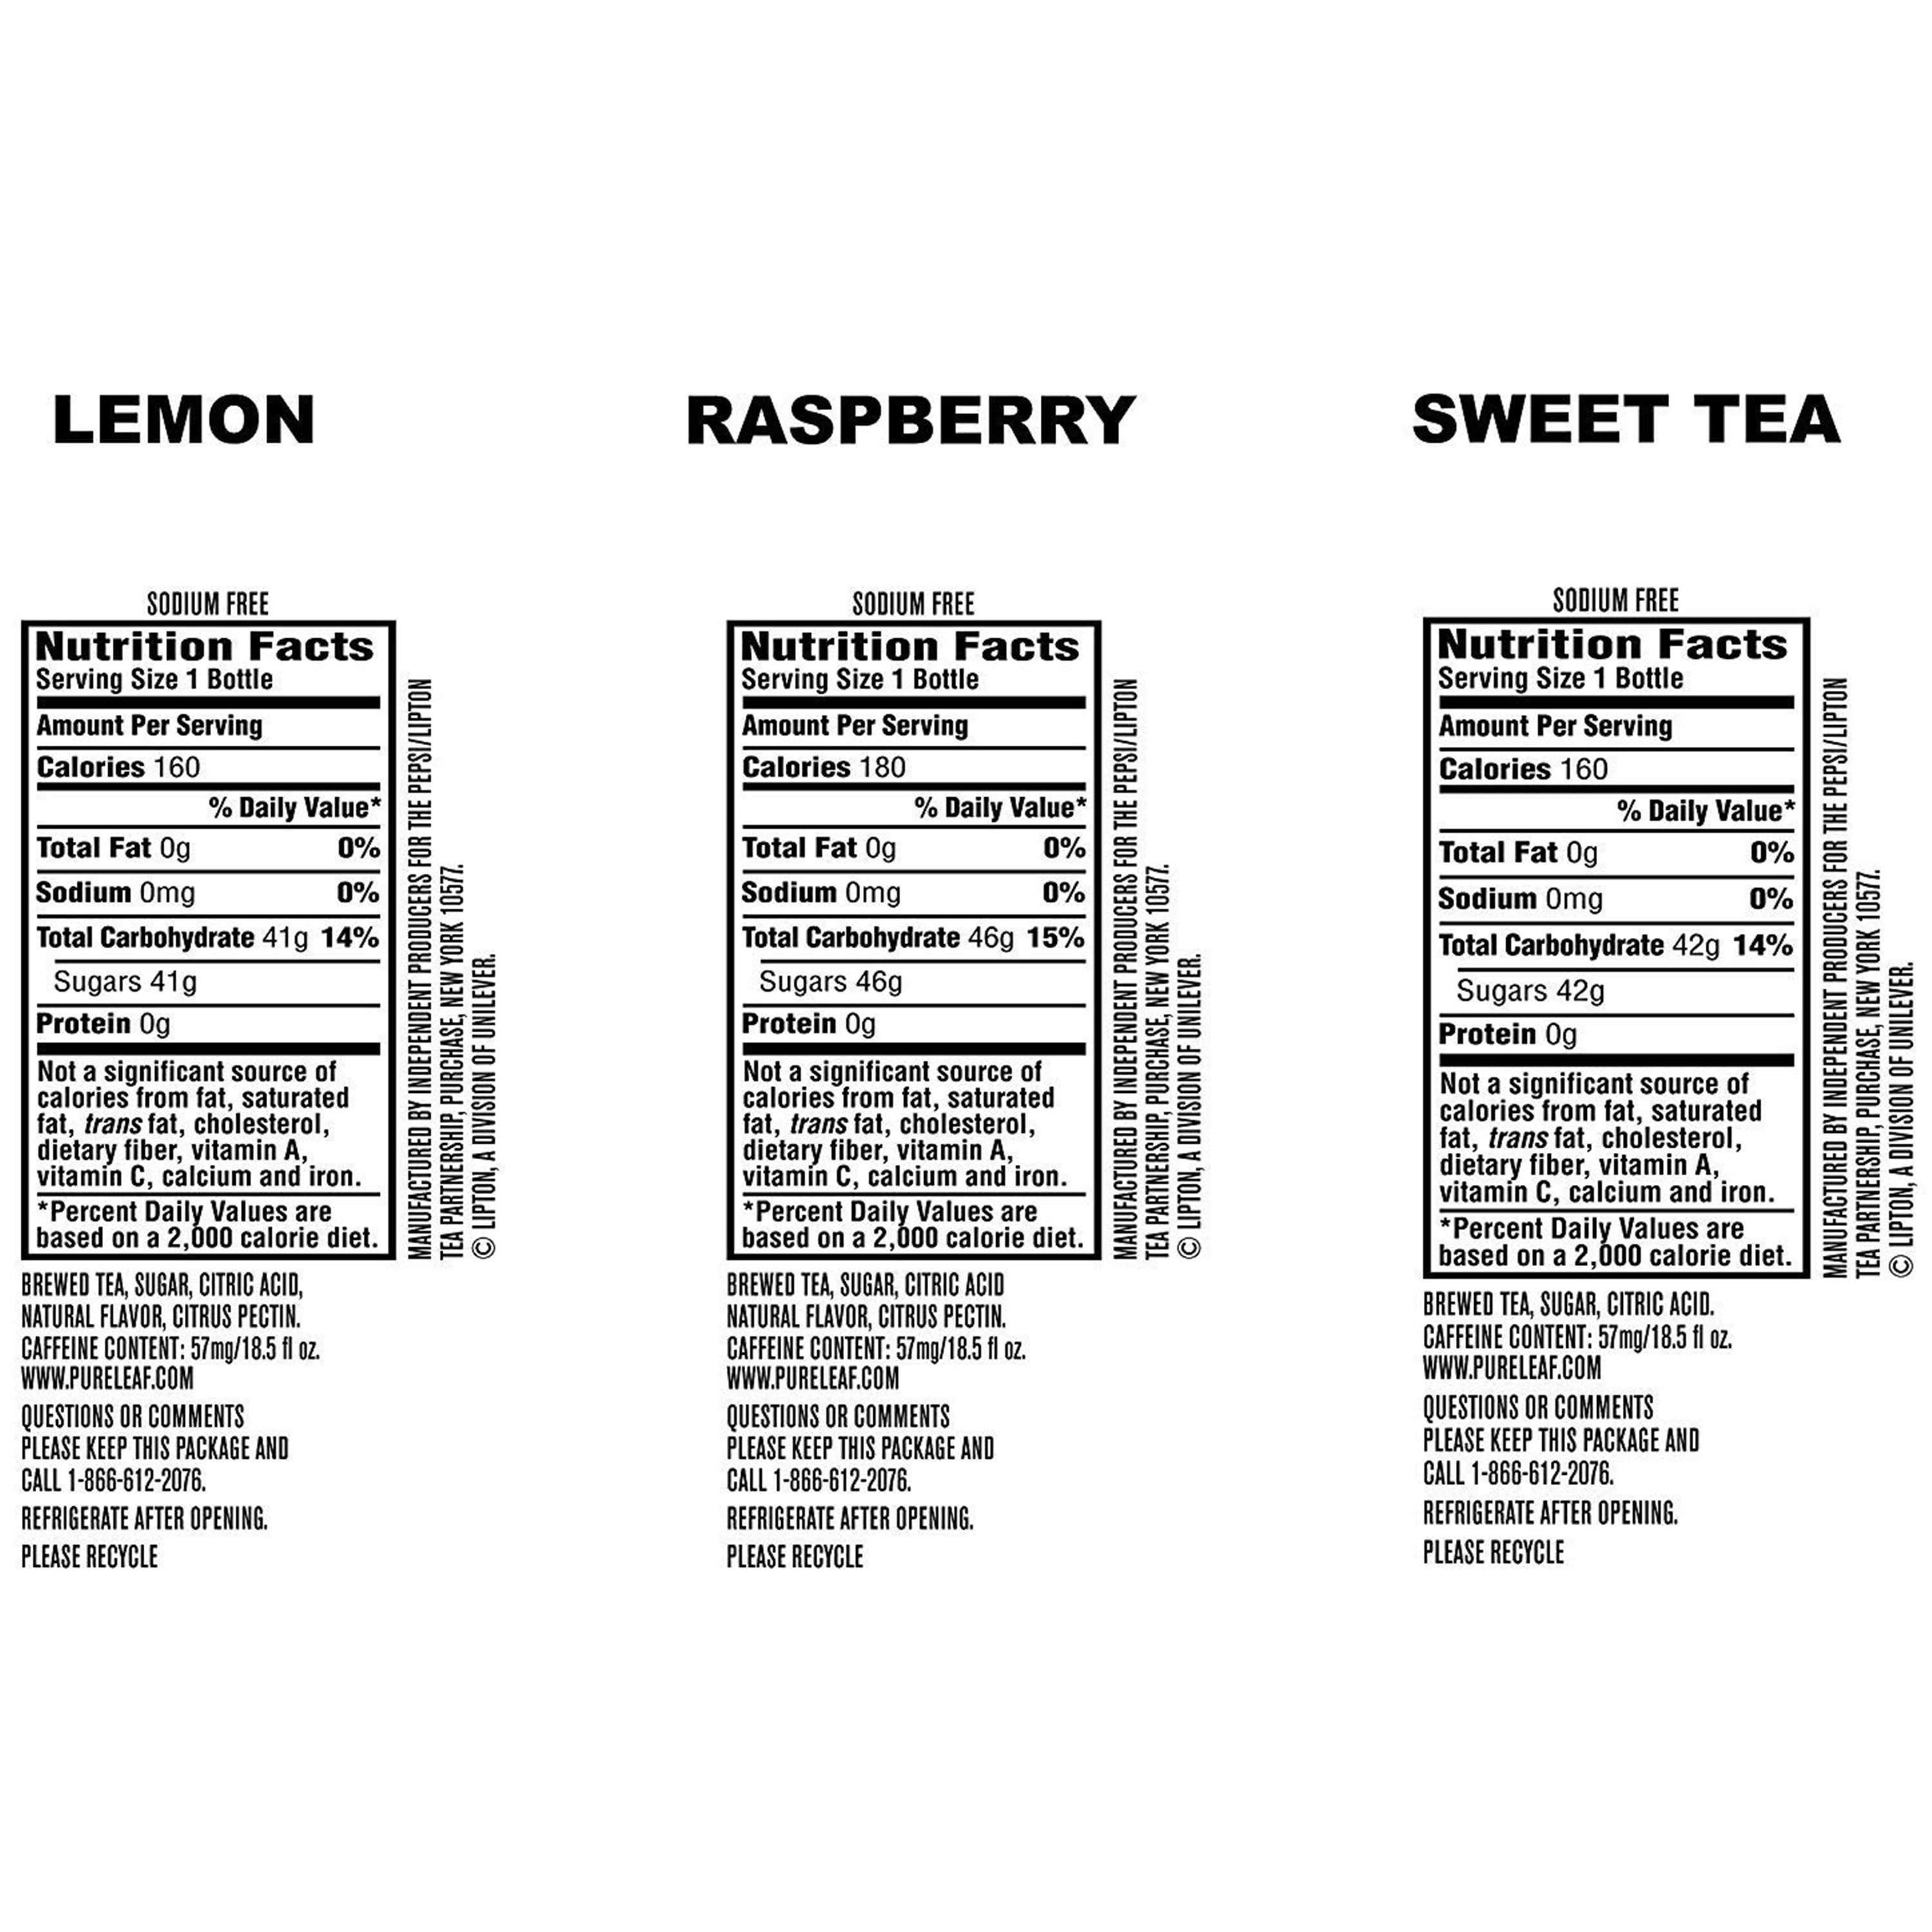 LEMON
SODIUM FREE
Nutrition Facts
Serving Size 1 Bottle
Amount Per Serving
Calories 160
% Daily Value*
Total Fat 0g 0%
Sodium 0mg 0%
Total Carbohydrate 41g 14%
Sugars 41g
Protein 0g
Not a significant source of
calories from fat, saturated
fat, trans fat, cholesterol,
dietary fiber, vitamin A,
vitamin C, calcium and iron.
*Percent Daily Values are
based on a 2,000 calorie diet.
MANUFACTURED BY INDEPENDENT PRODUCERS FOR THE PEPSI/LIPTON
TEA PARTNERSHIP, PURCHASE, NEW YORK 10577.
© LIPTON, A DIVISION OF UNILEVER.
BREWED TEA, SUGAR, CITRIC ACID,
NATURAL FLAVOR, CITRUS PECTIN.
CAFFEINE CONTENT: 57mg/18.5 fl oz.
WWW.PURELEAF.COM
QUESTIONS OR COMMENTS
PLEASE KEEP THIS PACKAGE AND
CALL 1-866-612-2076.
REFRIGERATE AFTER OPENING.
PLEASE RECYCLE
RASPBERRY
SODIUM FREE
Nutrition Facts
Serving Size 1 Bottle
Amount Per Serving
Calories 180
% Daily Value*
Total Fat 0g 0%
Sodium 0mg 0%
Total Carbohydrate 46g 15%
Sugars 46g
Protein 0g
Not a significant source of
calories from fat, saturated
fat, trans fat, cholesterol,
dietary fiber, vitamin A,
vitamin C, calcium and iron.
*Percent Daily Values are
based on a 2,000 calorie diet.
MANUFACTURED BY INDEPENDENT PRODUCERS FOR THE PEPSI/LIPTON
TEA PARTNERSHIP, PURCHASE, NEW YORK 10577.
© LIPTON, A DIVISION OF UNILEVER.
BREWED TEA, SUGAR, CITRIC ACID
NATURAL FLAVOR, CITRUS PECTIN.
CAFFEINE CONTENT: 57mg/18.5 fl oz.
WWW.PURELEAF.COM
QUESTIONS OR COMMENTS
PLEASE KEEP THIS PACKAGE AND
CALL 1-866-612-2076.
REFRIGERATE AFTER OPENING.
PLEASE RECYCLE
SWEET TEA
SODIUM FREE
Nutrition Facts
Serving Size 1 Bottle
Amount Per Serving
Calories 160
% Daily Value*
Total Fat 0g 0%
Sodium 0mg 0%
Total Carbohydrate 42g 14%
Sugars 42g
Protein 0g
Not a significant source of
calories from fat, saturated
fat, trans fat, cholesterol,
dietary fiber, vitamin A,
vitamin C, calcium and iron.
*Percent Daily Values are
based on a 2,000 calorie diet.
MANUFACTURED BY INDEPENDENT PRODUCERS FOR THE PEPSI/LIPTON
TEA PARTNERSHIP, PURCHASE, NEW YORK 10577.
© LIPTON, A DIVISION OF UNILEVER.
BREWED TEA, SUGAR, CITRIC ACID.
CAFFEINE CONTENT: 57mg/18.5 fl oz.
WWW.PURELEAF.COM
QUESTIONS OR COMMENTS
PLEASE KEEP THIS PACKAGE AND
CALL 1-866-612-2076.
REFRIGERATE AFTER OPENING.
PLEASE RECYCLE